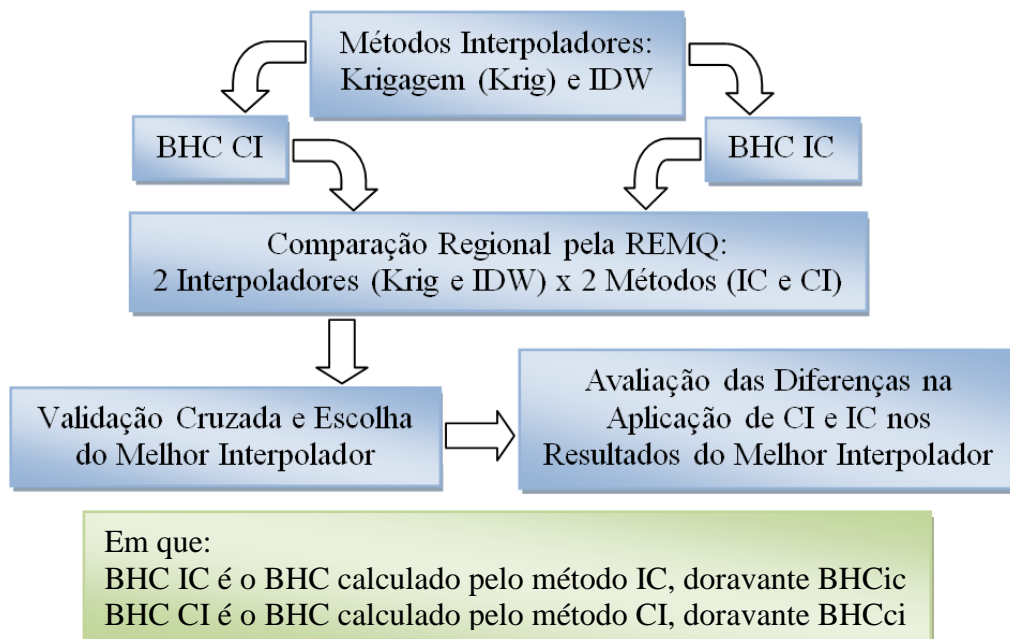 Métodos Interpoladores:
Krigagem (Krig) e IDW
BHC CI
BHC IC
Comparação Regional pela REMQ:
2 Interpoladores (Krig e IDW) x 2 Métodos (IC e CI)
Validação Cruzada e Escolha
do Melhor Interpolador
Avaliação das Diferenças na
Aplicação de CI e IC nos
Resultados do Melhor Interpolador
Em que:
BHC IC é o BHC calculado pelo método IC, doravante BHCic
BHC CI é o BHC calculado pelo método CI, doravante BHCci